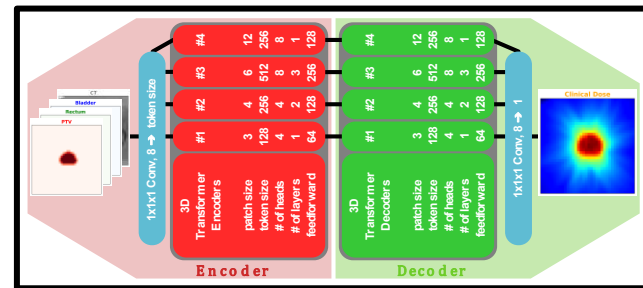 CT
Bladder
Rectum
PTV
1x1x1 Conv, 8 → token size
3D
Transformer
Encoders
patch size
token size
# of heads
# of layers
feedforward
#1
3
128
4
1
64
#2
4
256
4
2
128
#3
6
512
8
3
256
#4
12
256
8
1
128
Encoder
3D
Transformer
Decoders
patch size
token size
# of heads
# of layers
feedforward
#1
3
128
4
1
64
#2
4
256
4
2
128
#3
6
512
8
3
256
#4
12
256
8
1
128
Decoder
1x1x1 Conv, 8 → 1
Clinical Dose